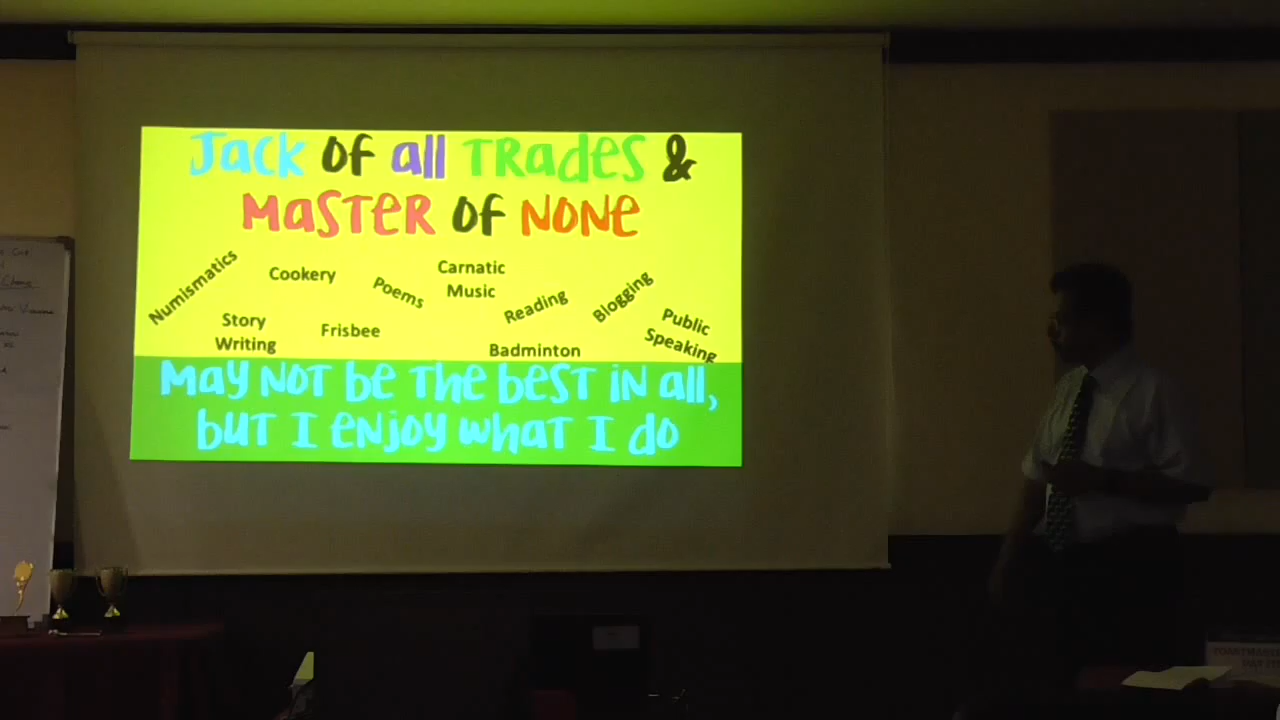 Jack of all Trades &
Master of None
Numismatics
Cookery
Poems
Carnatic
Music
Reading
Blogging
Public
Speaking
Story
Writing
Frisbee
Badminton
May not be the best in all,
but I enjoy what I do